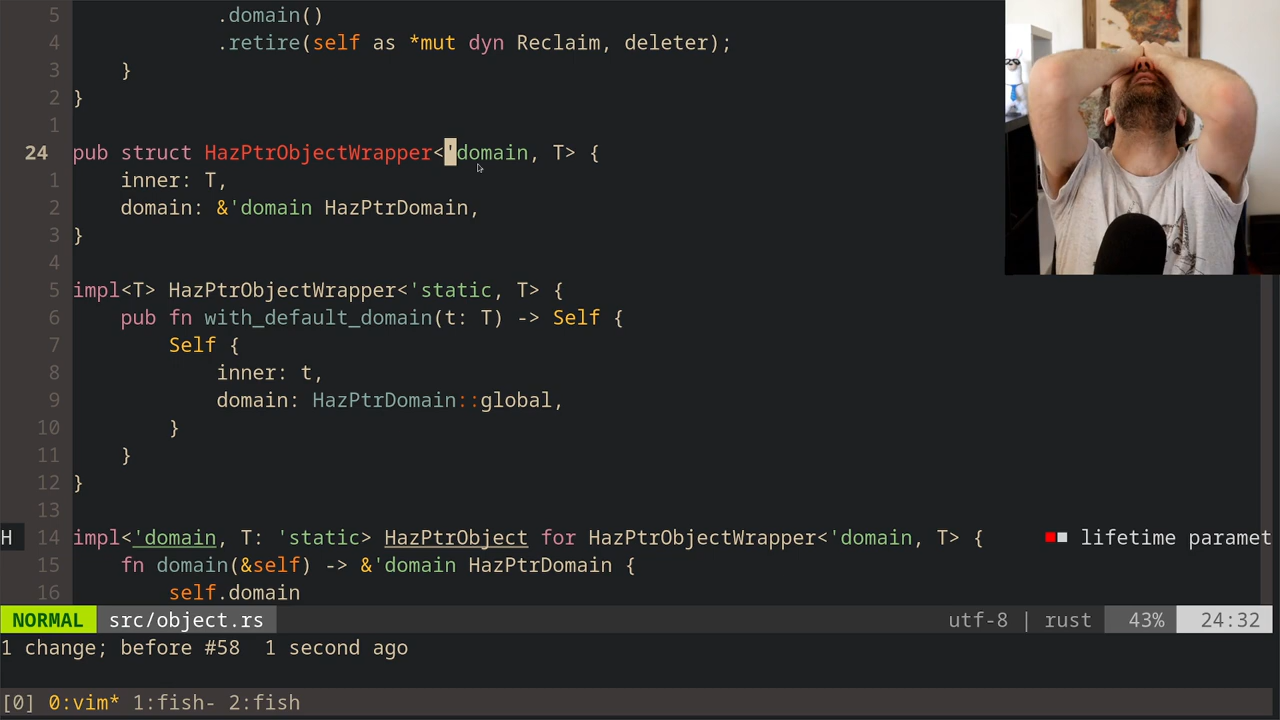 5 .domain()
4 .retire(self as *mut dyn Reclaim, deleter);
3 }
2 }
1
24 pub struct HazPtrObjectWrapper<'domain, T> {
1 inner: T,
2 domain: &'domain HazPtrDomain,
3 }
4
5 impl<T> HazPtrObjectWrapper<'static, T> {
6 pub fn with_default_domain(t: T) -> Self {
7 Self {
8 inner: t,
9 domain: HazPtrDomain::global,
10 }
11 }
12 }
13
H 14 impl<'domain, T: 'static> HazPtrObject for HazPtrObjectWrapper<'domain, T> { lifetime paramet
15 fn domain(&self) -> &'domain HazPtrDomain {
16 self.domain
NORMAL src/object.rs utf-8 | rust 43% 24:32
1 change; before #58 1 second ago
[0] 0:vim* 1:fish- 2:fish